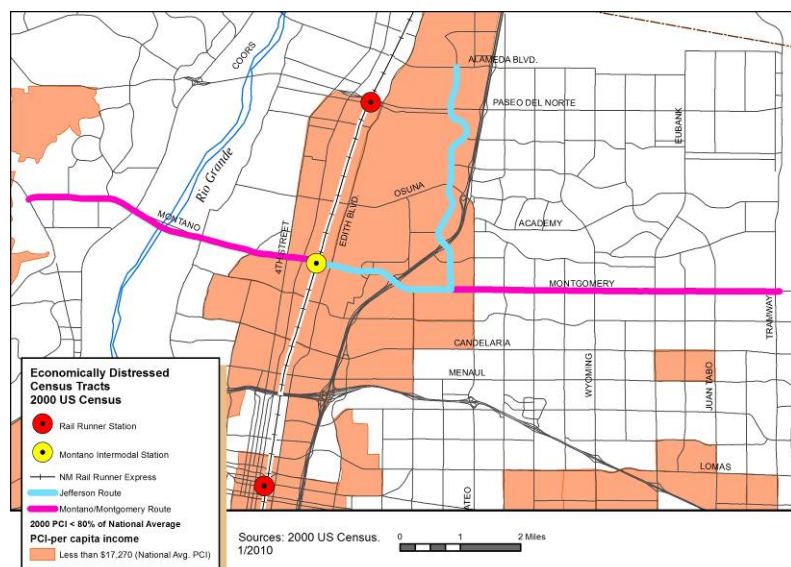 COORS
ALAMEDA BLVD.
PASEO DEL NORTE
EUBANK
Rio Grande
OSUNA
MONTANO
4TH STREET
EDITH BLVD
ACADEMY
MONTGOMERY
TRAMWAY
CANDELARIA
MENAUL
WYOMING
JUAN TABO
LOMAS
ATEO
Economically Distressed
Census Tracts
2000 US Census
Rail Runner Station
Montano Intermodal Station
NM Rail Runner Express
Jefferson Route
Montano/Montgomery Route
2000 PCI < 80% of National Average
PCI-per capita income
Less than $17,270 (National Avg. PCI)
Sources: 2000 US Census.
1/2010
0 1 2 Miles